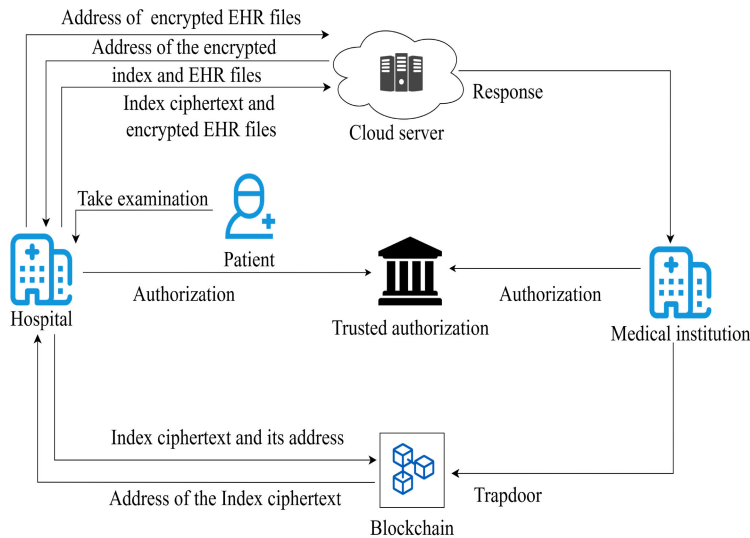 Address of encrypted EHR files
Address of the encrypted
index and EHR files
Index ciphertext and
encrypted EHR files
Cloud server
Response
Take examination
Patient
Authorization
Trusted authorization
Authorization
Hospital
Medical institution
Index ciphertext and its address
Address of the Index ciphertext
Trapdoor
Blockchain